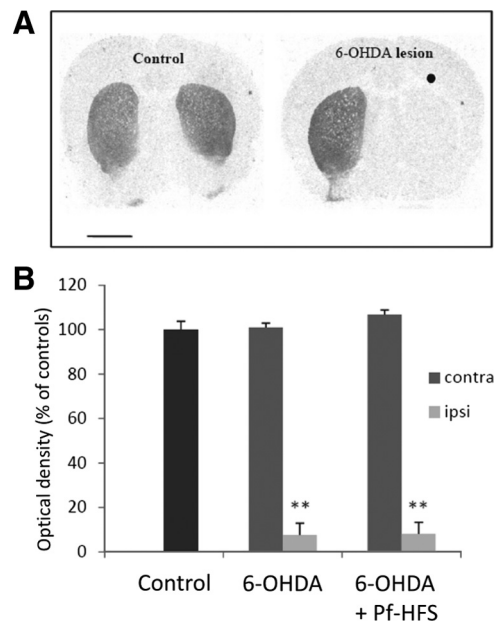 A
Control
6-OHDA lesion
B
Optical density (% of controls)
120
100
80
60
40
20
0
**
**
contra
ipsi
Control
6-OHDA
6-OHDA
+ Pf-HFS